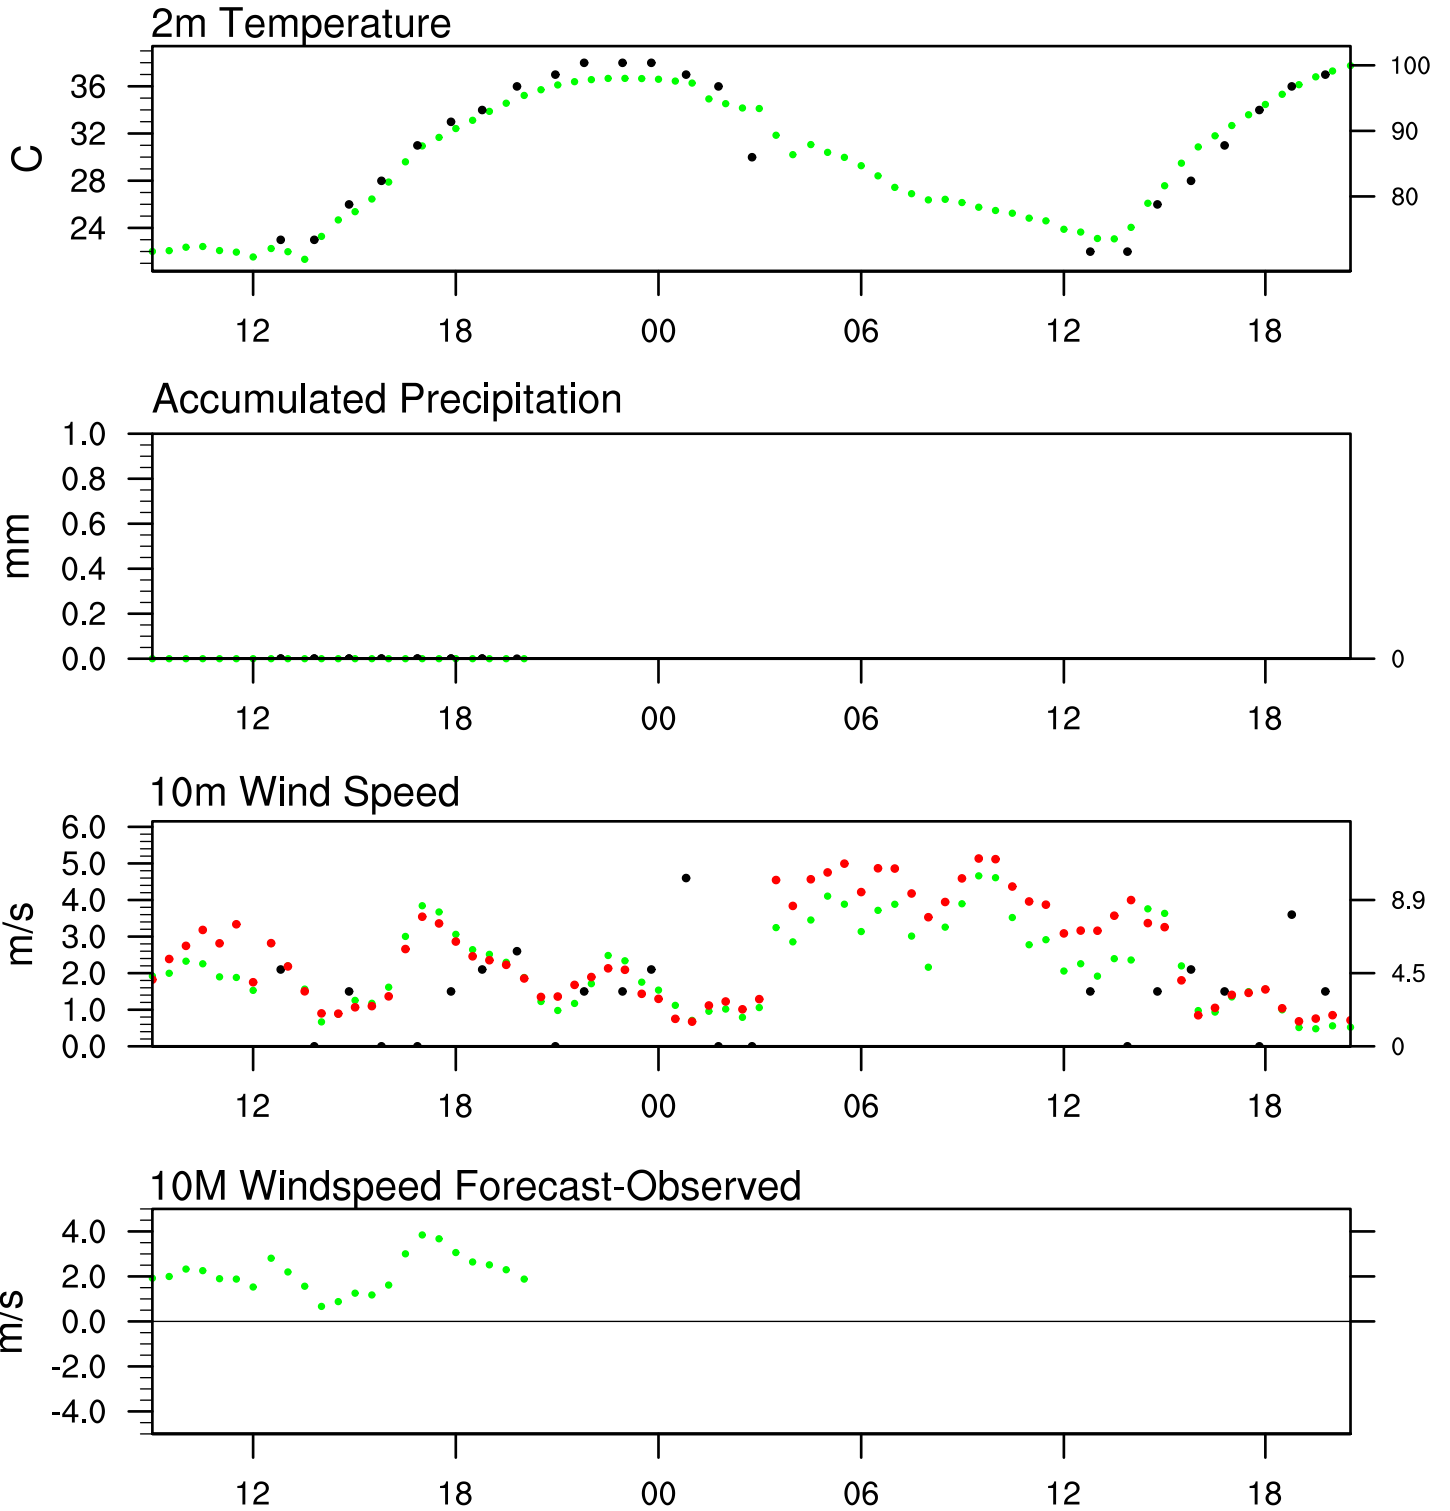 2m Temperature
C
36
32
28
24
100
90
80
12 18 00 06 12 18
Accumulated Precipitation
mm
1.0
0.8
0.6
0.4
0.2
0.0
0
12 18 00 06 12 18
10m Wind Speed
m/s
6.0
5.0
4.0
3.0
2.0
1.0
0.0
8.9
4.5
0
12 18 00 06 12 18
10M Windspeed Forecast-Observed
m/s
4.0
2.0
0.0
-2.0
-4.0
12 18 00 06 12 18